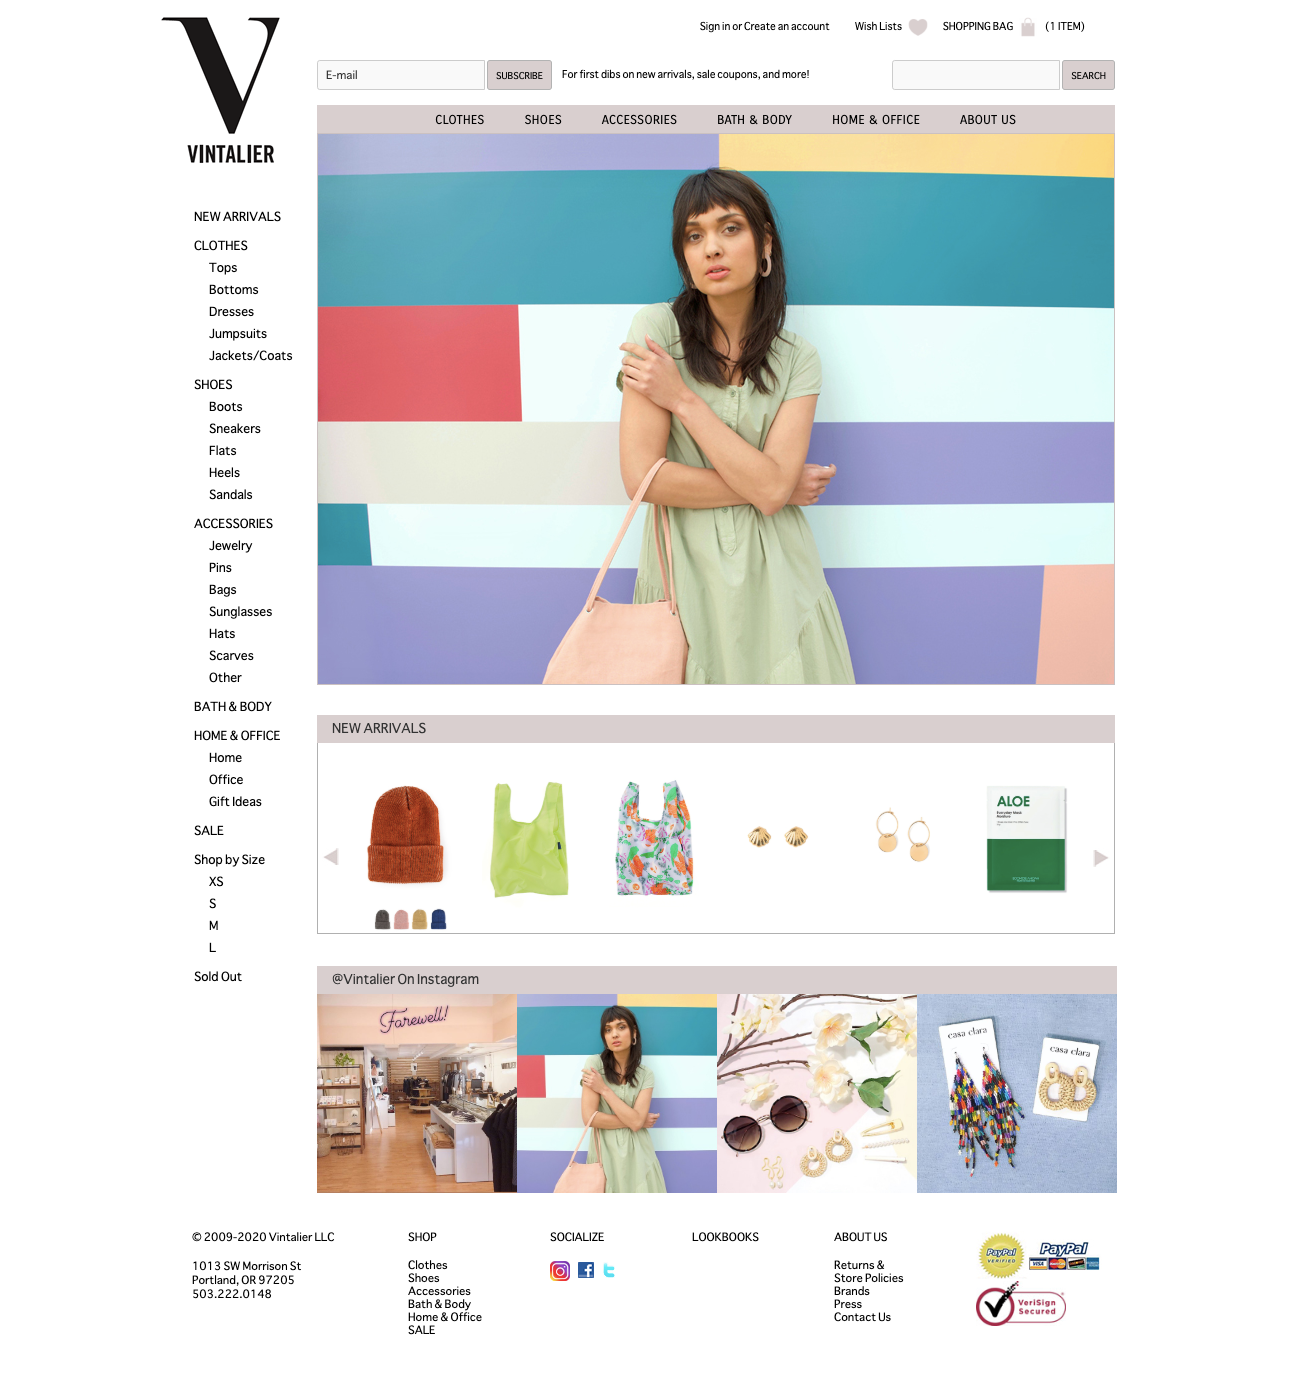 V
VINTALIER
Sign in or Create an account
Wish Lists
SHOPPING BAG
(1 ITEM)
E-mail
SUBSCRIBE
For first dibs on new arrivals, sale coupons, and more!
SEARCH
CLOTHES
SHOES
ACCESSORIES
BATH & BODY
HOME & OFFICE
ABOUT US
NEW ARRIVALS
CLOTHES
Tops
Bottoms
Dresses
Jumpsuits
Jackets/Coats
SHOES
Boots
Sneakers
Flats
Heels
Sandals
ACCESSORIES
Jewelry
Pins
Bags
Sunglasses
Hats
Scarves
Other
BATH & BODY
HOME & OFFICE
Home
Office
Gift Ideas
SALE
Shop by Size
XS
S
M
L
Sold Out
NEW ARRIVALS
ALOE
Everyday Mask
@Vintalier On Instagram
Farewell!
casa clara
casa clara
© 2009-2020 Vintalier LLC
1013 SW Morrison St
Portland, OR 97205
503.222.0148
SHOP
Clothes
Shoes
Accessories
Bath & Body
Home & Office
SALE
SOCIALIZE
LOOKBOOKS
ABOUT US
Returns &
Store Policies
Brands
Press
Contact Us
PayPal
VERIFIED
PayPal
VISA
VeriSign
Secured